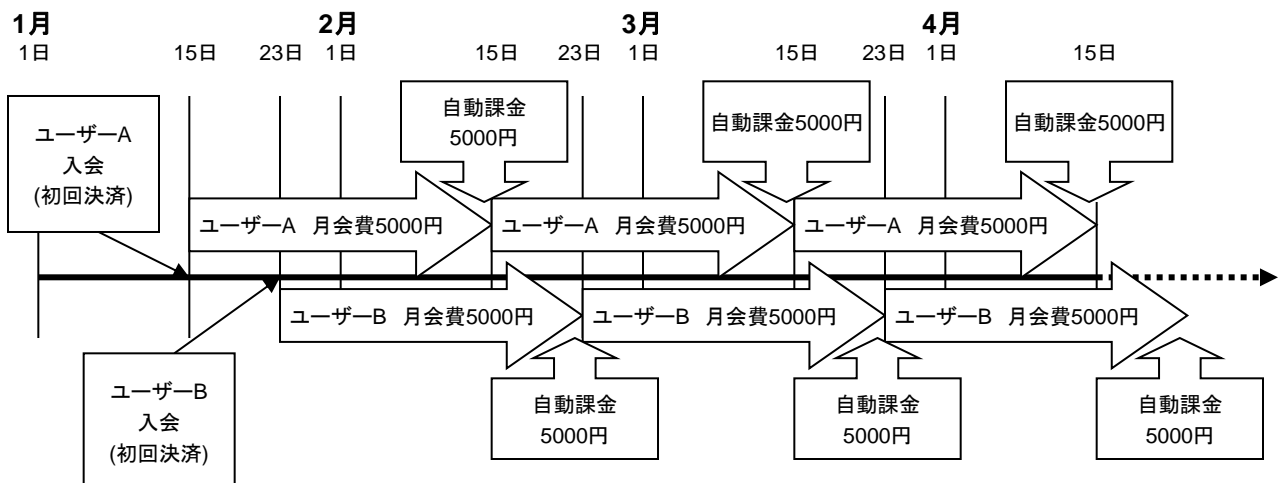 1月
2月
3月
4月
1日
15日
23日
1日
15日
23日
1日
15日
23日
1日
15日
ユーザーA
入会
(初回決済)
自動課金
5000円
自動課金5000円
自動課金5000円
ユーザーA 月会費5000円
ユーザーA 月会費5000円
ユーザーA 月会費5000円
ユーザーB 月会費5000円
ユーザーB 月会費5000円
ユーザーB 月会費5000円
ユーザーB
入会
(初回決済)
自動課金
5000円
自動課金
5000円
自動課金
5000円